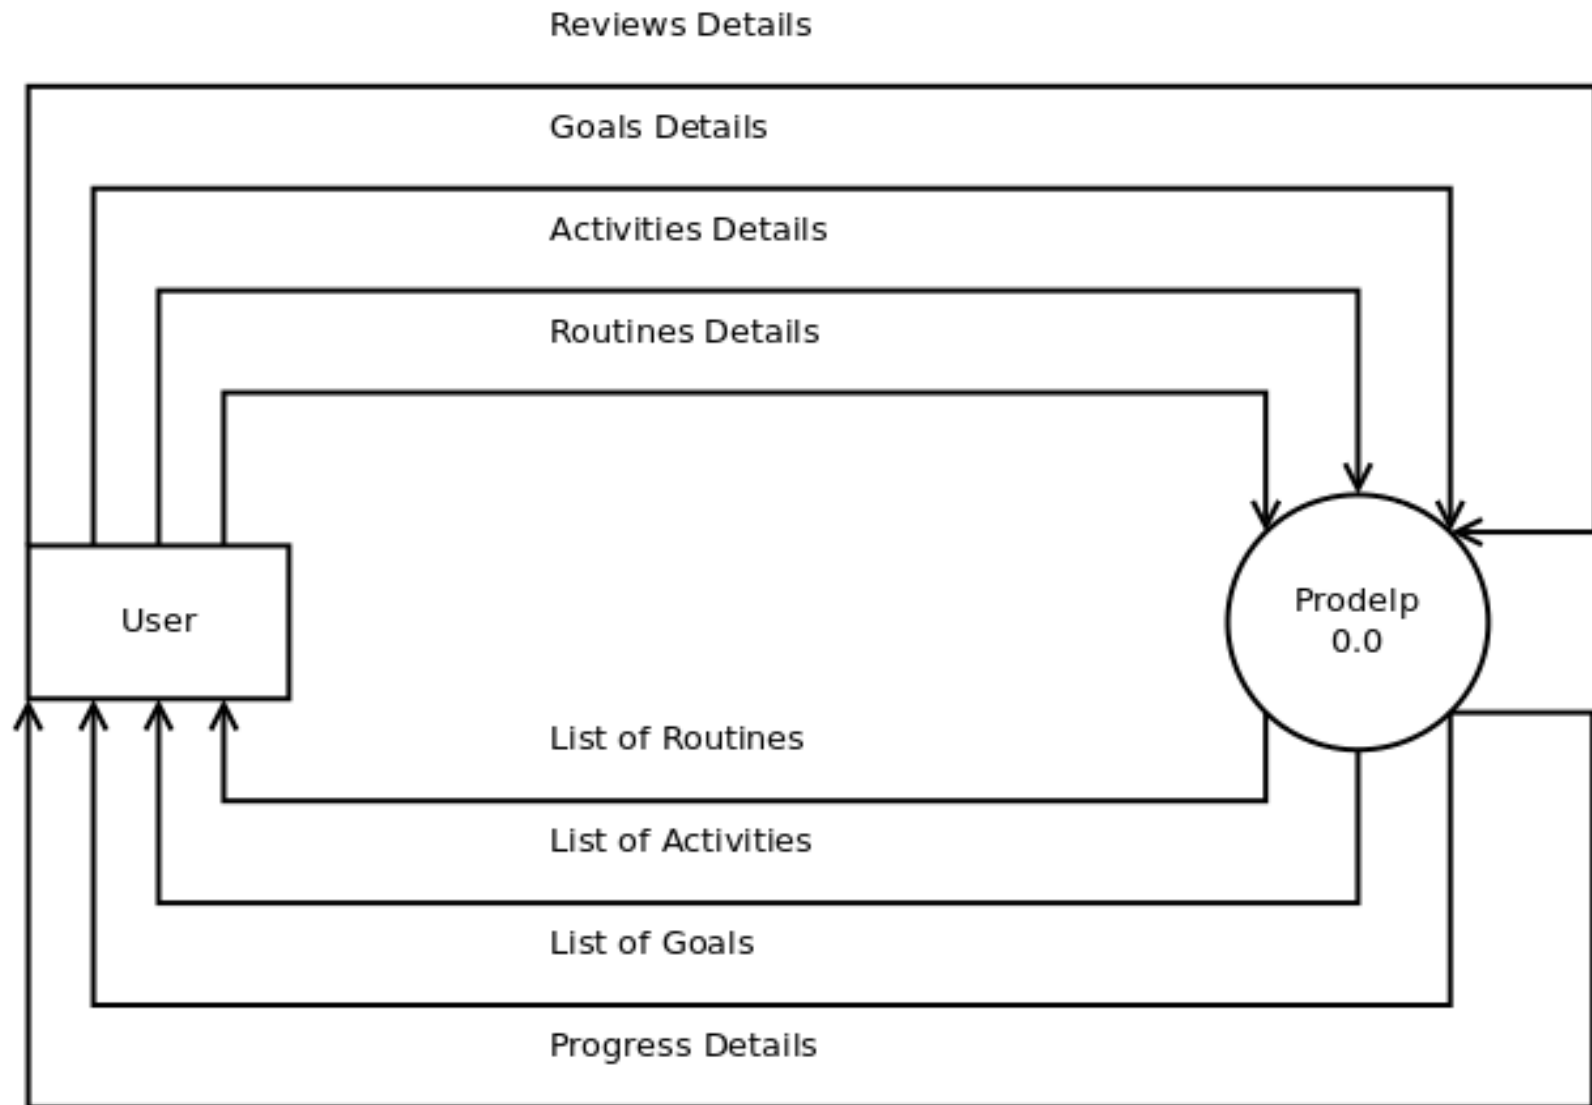 Reviews Details
Goals Details
Activities Details
Routines Details
User
Prodelp
0.0
List of Routines
List of Activities
List of Goals
Progress Details